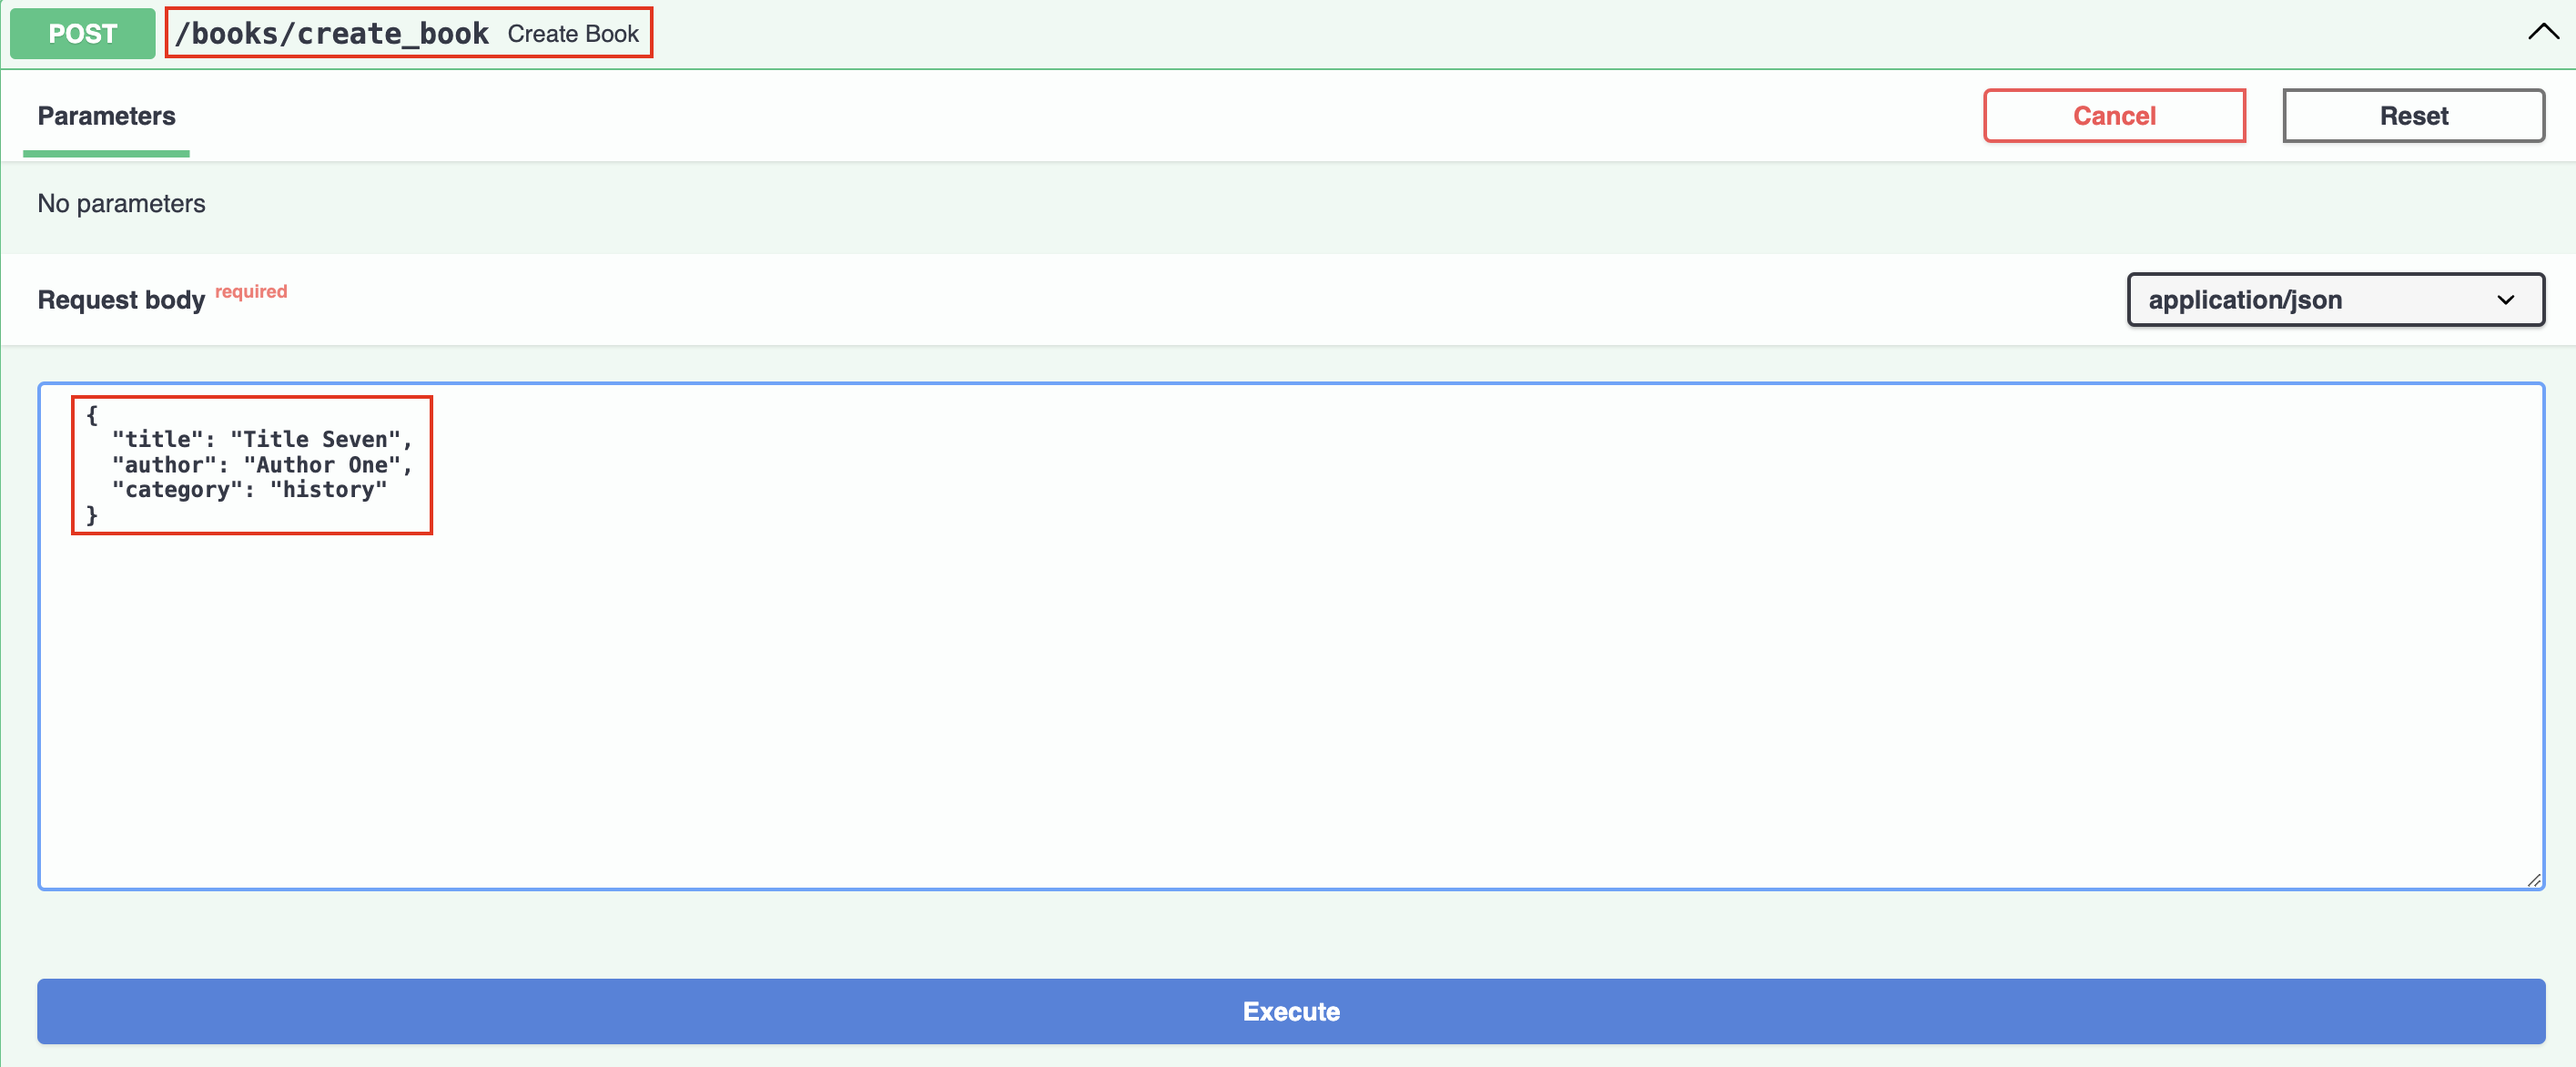 POST /books/create_book Create Book
Parameters Cancel Reset
No parameters
Request body required application/json
{
  "title": "Title Seven",
  "author": "Author One",
  "category": "history"
}
Execute